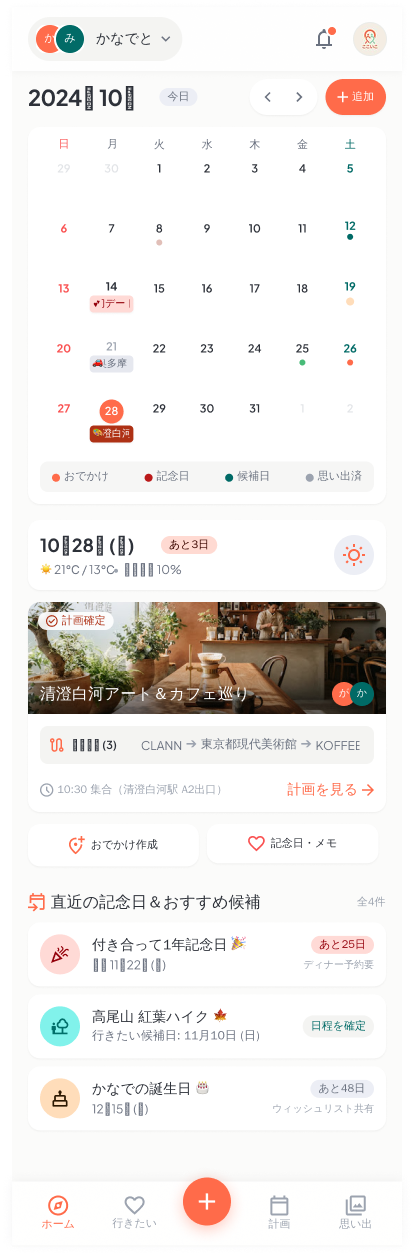 が み かなでと
ここいこ
2024 10
今日
追加
日 月 火 水 木 金 土
29 30 1 2 3 4 5
6 7 8 9 10 11 12
13 14 15 16 17 18 19
デー
20 21 22 23 24 25 26
多摩
27 28 29 30 31 1 2
澄白河
おでかけ 記念日 候補日 思い出済
10 28 ( ) あと3日
21°C / 13°C 10%
計画確定
清澄白河アート＆カフェ巡り
が か
(3) CLANN → 東京都現代美術館 → KOFFEE
10:30 集合（清澄白河駅 A2出口） 計画を見る →
おでかけ作成 記念日・メモ
直近の記念日＆おすすめ候補 全4件
付き合って1年記念日 🎉 あと25日
11 22 ( ) ディナー予約要
高尾山 紅葉ハイク 🍁 日程を確定
行きたい候補日: 11月10日 (日)
かなでの誕生日 🎂 あと48日
12 15 ( ) ウィッシュリスト共有
ホーム 行きたい + 計画 思い出